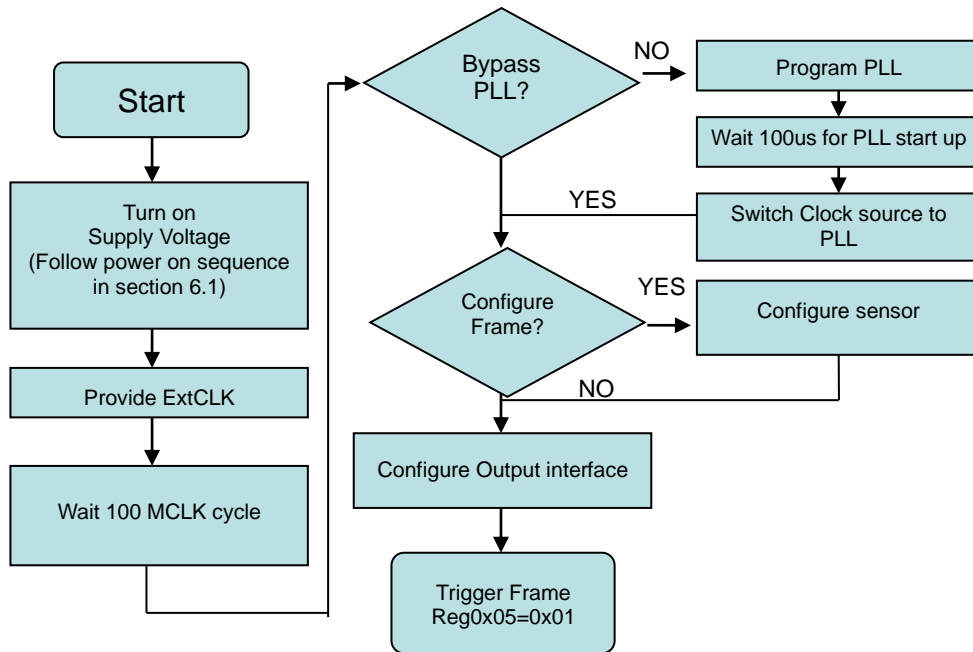 Start
Turn on
Supply Voltage
(Follow power on sequence
in section 6.1)
Provide ExtCLK
Wait 100 MCLK cycle
Bypass
PLL?
NO
Program PLL
Wait 100us for PLL start up
Switch Clock source to
PLL
YES
Configure
Frame?
YES
Configure sensor
NO
Configure Output interface
Trigger Frame
Reg0x05=0x01